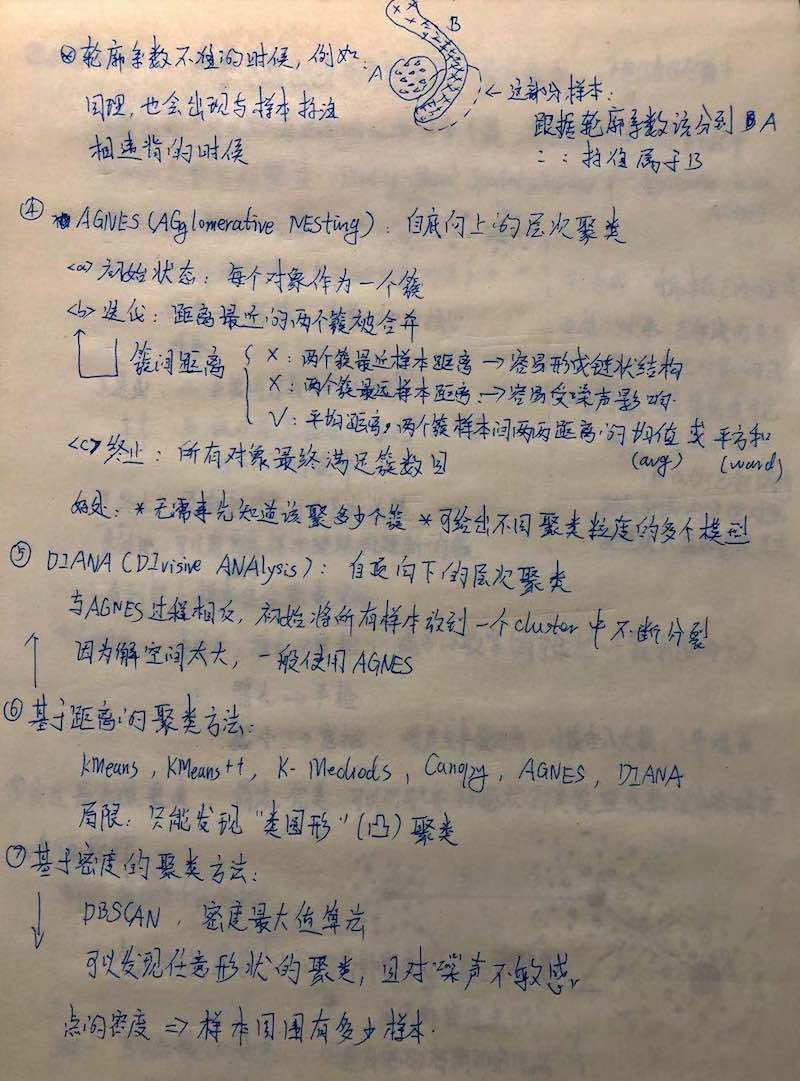 ⊗ 轮廓系数不准的时候, 例如:
同理, 也会出现与样本标注
相违背的时候
A
B
← 这部分样本:
跟据轮廓系数该分到 A
二: 标值属于B
④ AGNES (AGglomerative NESting): 自底向上的层次聚类
<a> 初始状态: 每个对象作为一个簇
<b> 迭代: 距离最近的两个簇被合并
簇间距离
X: 两个簇最近样本距离 → 容易形成链状结构
X: 两个簇最远样本距离 → 容易受噪声影响.
√: 平均距离, 两个簇样本间两两距离的均值 或 平方和
(avg) (ward)
<c> 终止: 所有对象最终满足簇数目
好处: * 无需事先知道该聚多少个簇 * 可给出不同聚类粒度的多个模型
⑤ DIANA (DIvisive ANAlysis): 自顶向下的层次聚类
与AGNES过程相反, 初始将所有样本放到一个cluster中不断分裂
因为解空间太大, 一般使用AGNES
⑥ 基于距离的聚类方法:
KMeans, KMeans++, K-Mediods, Canopy, AGNES, DIANA
局限: 只能发现 "类圆形" (凸) 聚类
⑦ 基于密度的聚类方法:
DBSCAN, 密度最大值算法
可以发现任意形状的聚类, 且对噪声不敏感.
点的密度 => 样本周围有多少样本.